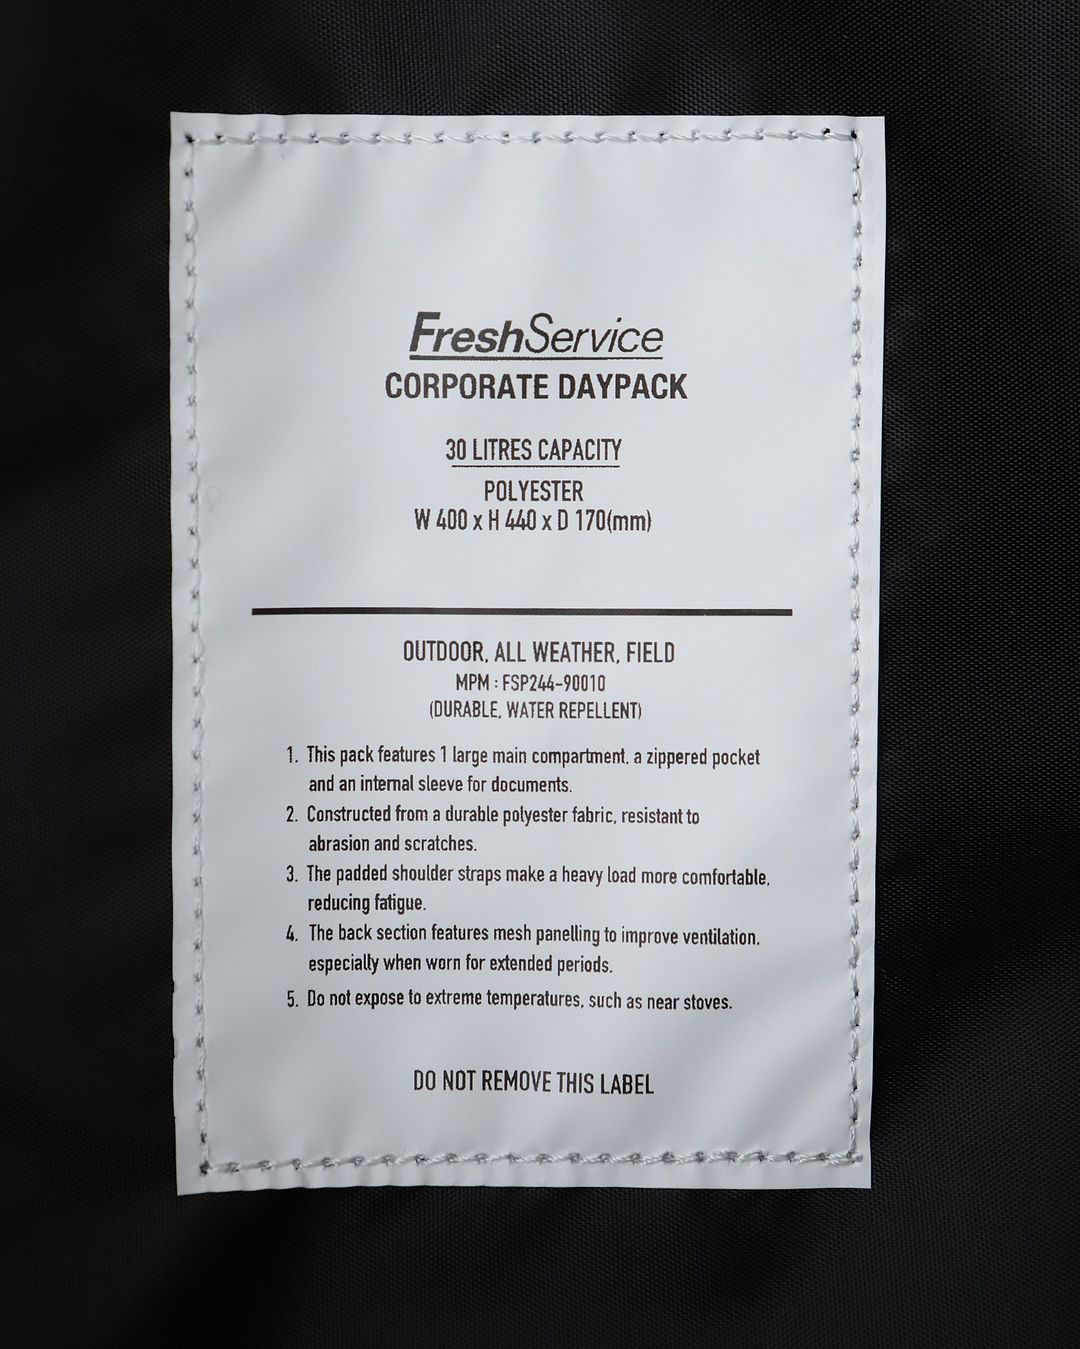 FreshService
CORPORATE DAYPACK
30 LITRES CAPACITY
POLYESTER
W 400 x H 440 x D 170(mm)
OUTDOOR, ALL WEATHER, FIELD
MPM : FSP244-90010
(DURABLE, WATER REPELLENT)
1. This pack features 1 large main compartment, a zippered pocket
and an internal sleeve for documents.
2. Constructed from a durable polyester fabric, resistant to
abrasion and scratches.
3. The padded shoulder straps make a heavy load more comfortable,
reducing fatigue.
4. The back section features mesh panelling to improve ventilation,
especially when worn for extended periods.
5. Do not expose to extreme temperatures, such as near stoves.
DO NOT REMOVE THIS LABEL